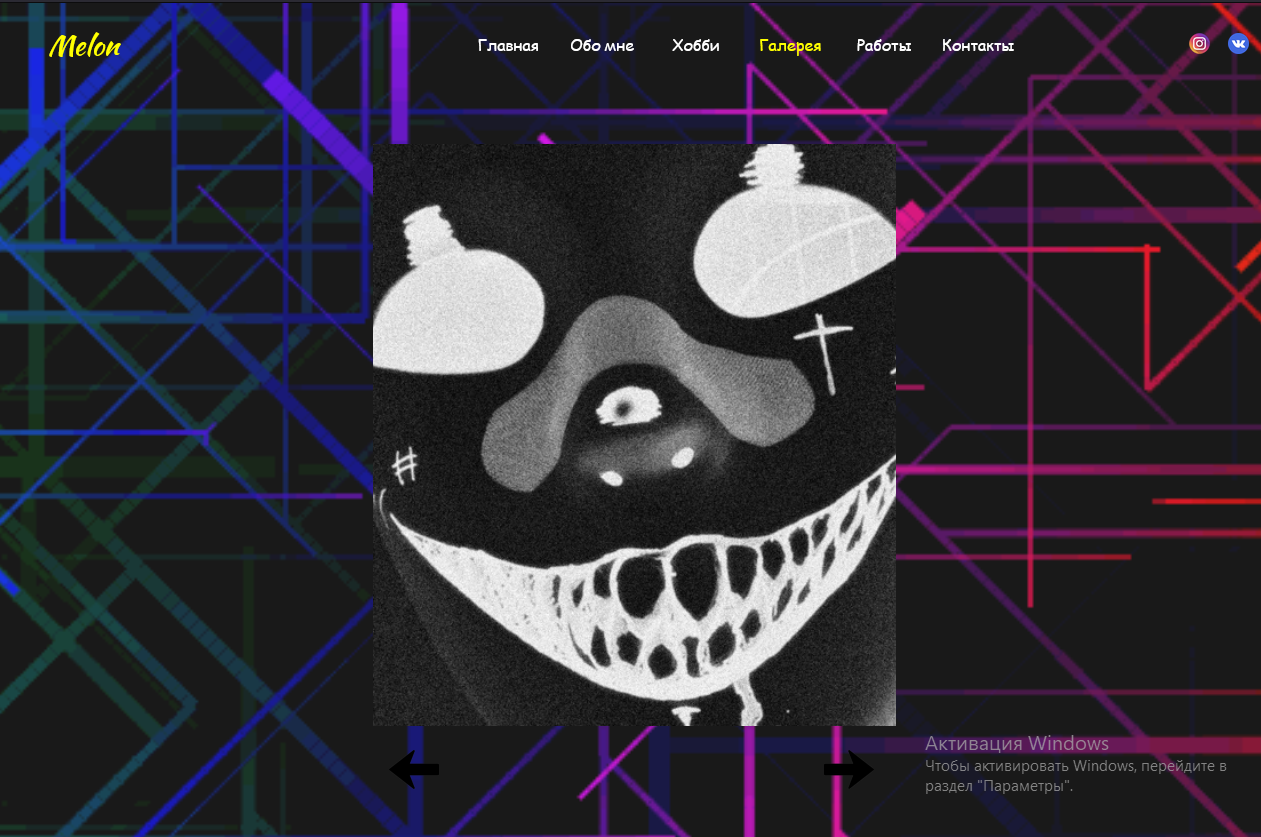 Melon
Главная Обо мне Хобби Галерея Работы Контакты
Активация Windows
Чтобы активировать Windows, перейдите в
раздел "Параметры".